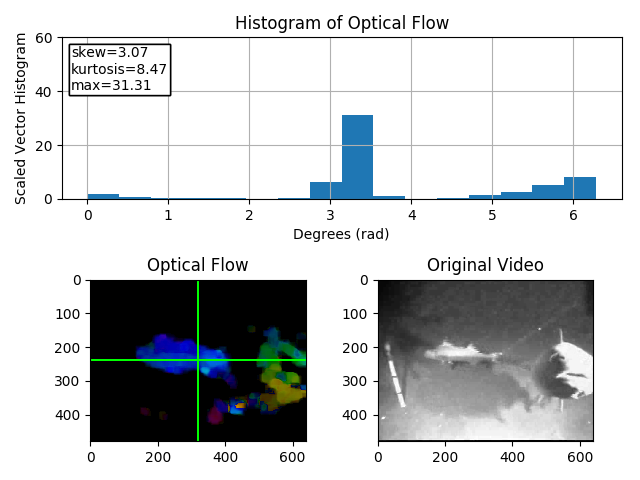 Histogram of Optical Flow
Scaled Vector Histogram
60
40
20
0
skew=3.07
kurtosis=8.47
max=31.31
0 1 2 3 4 5 6
Degrees (rad)
Optical Flow
0
100
200
300
400
0 200 400 600
Original Video
0
100
200
300
400
0 200 400 600